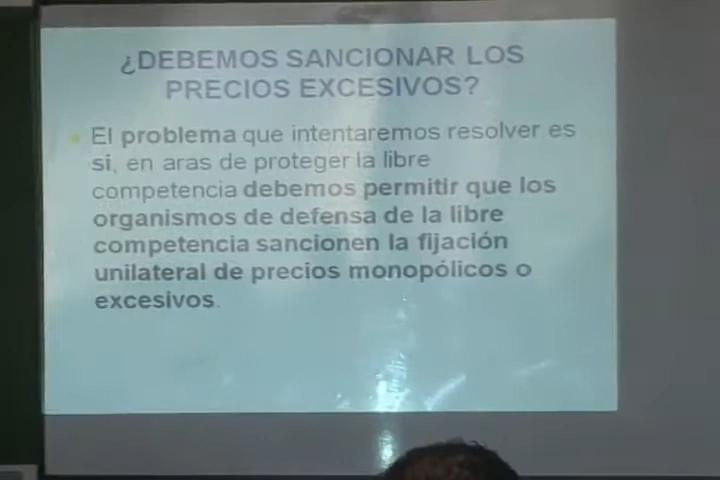 ¿DEBEMOS SANCIONAR LOS
PRECIOS EXCESIVOS?
El problema que intentaremos resolver es
si, en aras de proteger la libre
competencia debemos permitir que los
organismos de defensa de la libre
competencia sancionen la fijación
unilateral de precios monopólicos o
excesivos.